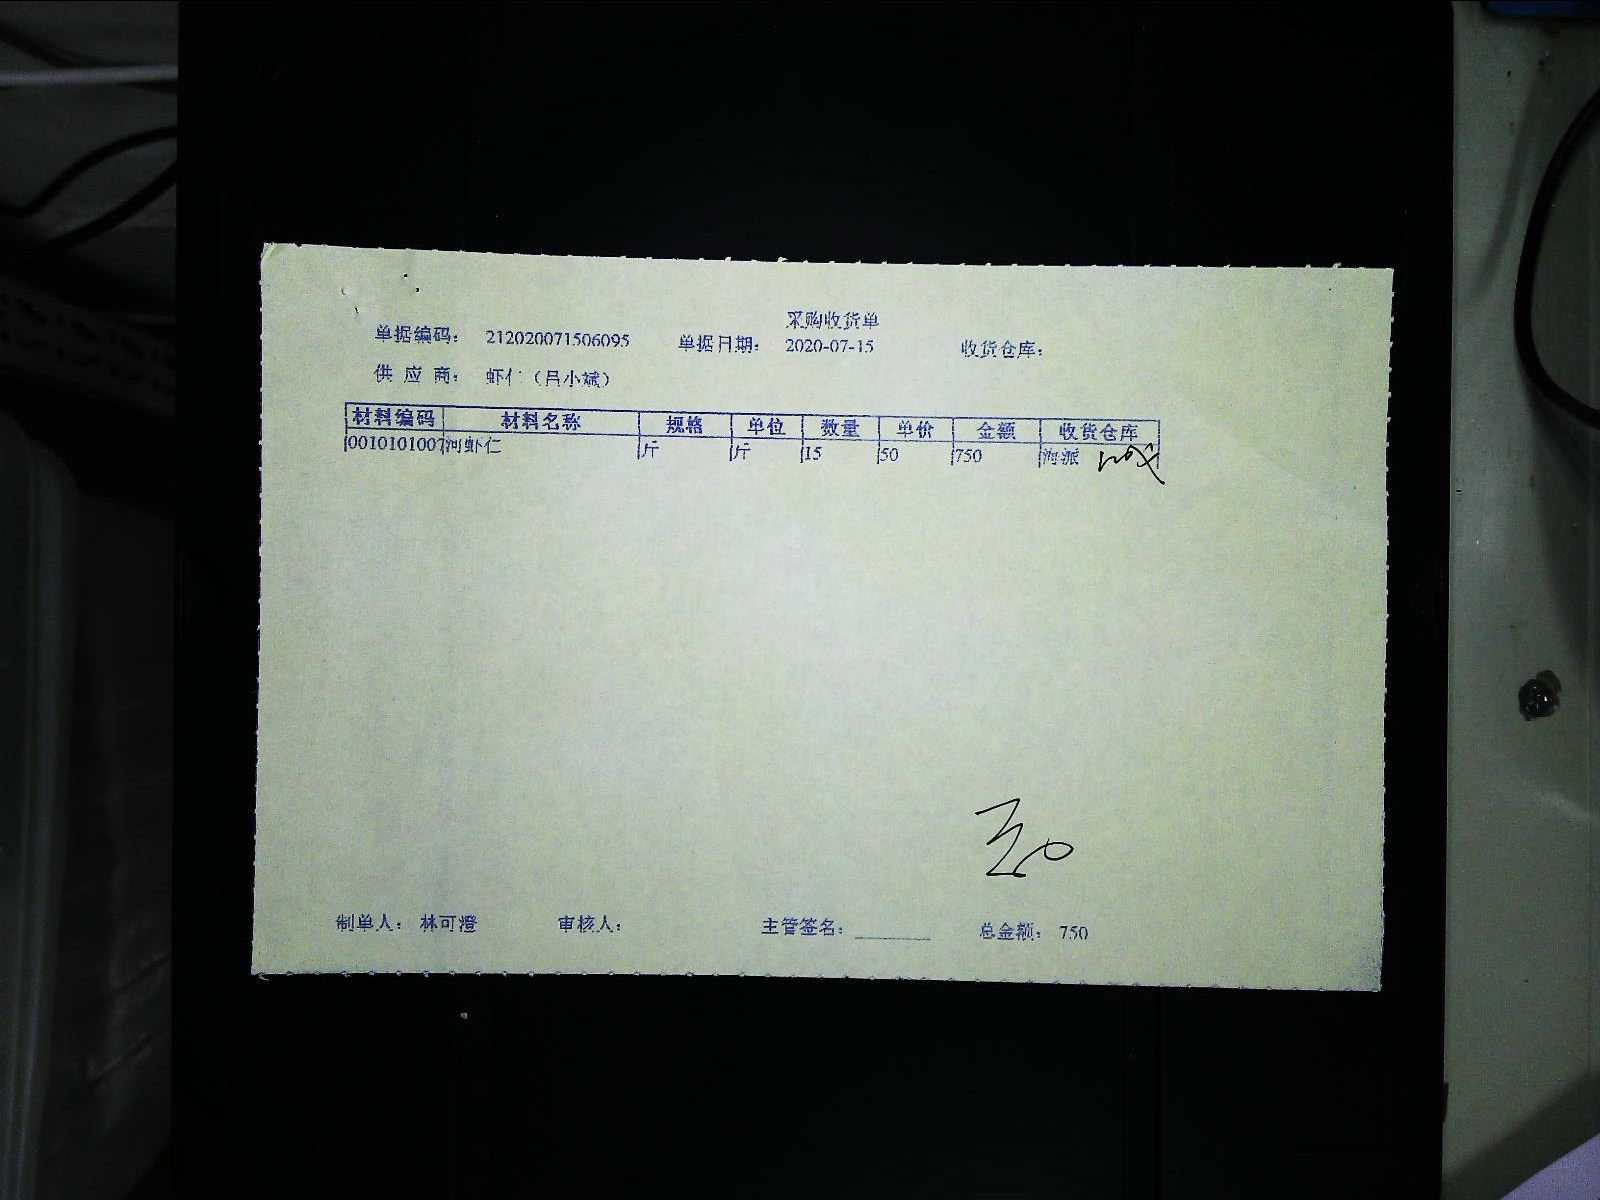 采购收货单
单据编码： 212020071506095 单据日期： 2020-07-15 收货仓库：
供 应 商： 虾仁（吕小斌）
材料编码 材料名称 规格 单位 数量 单价 金额 收货仓库
0010101007 河虾仁 斤 斤 15 50 750 海派
制单人： 林可澄 审核人： 主管签名： 总金额： 750